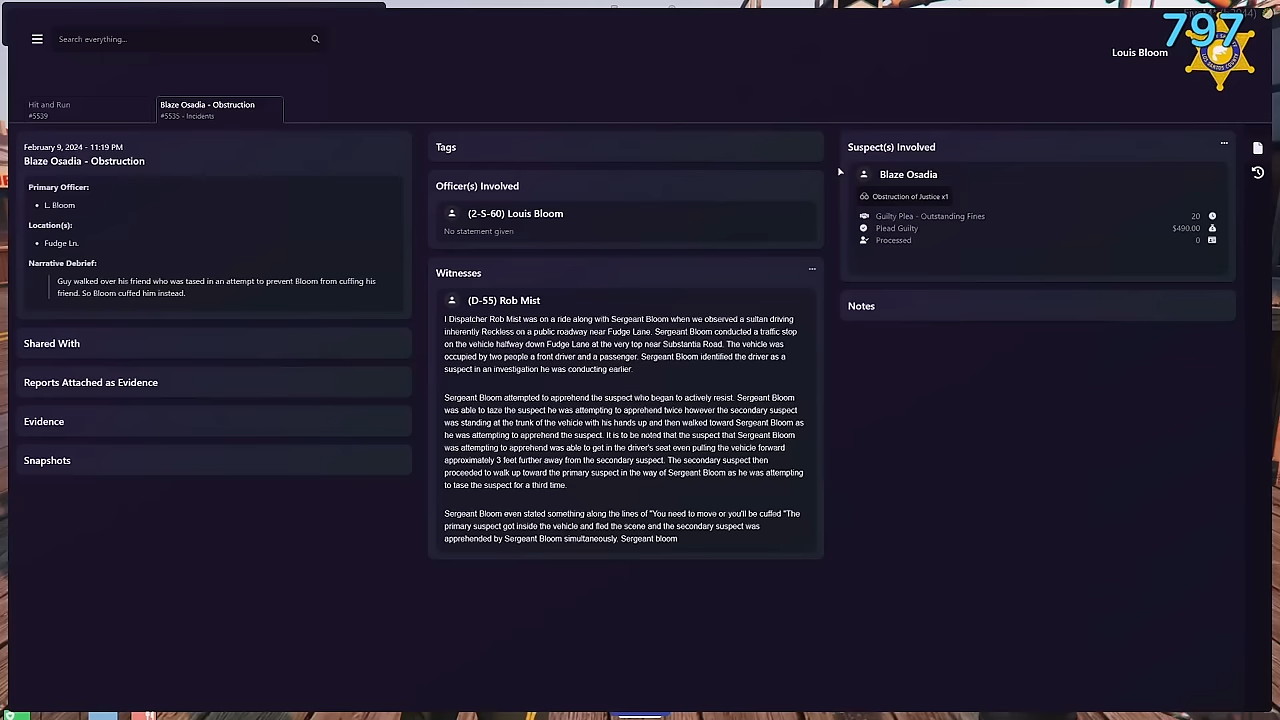 797
Search everything...
Louis Bloom
Hit and Run
#5539
Blaze Osadia - Obstruction
#5535 - Incidents
February 9, 2024 - 11:19 PM
Blaze Osadia - Obstruction
Primary Officer:
• L. Bloom
Location(s):
• Fudge Ln.
Narrative Debrief:
Guy walked over his friend who was tased in an attempt to prevent Bloom from cuffing his
friend. So Bloom cuffed him instead.
Shared With
Reports Attached as Evidence
Evidence
Snapshots
Tags
Officer(s) Involved
(2-S-60) Louis Bloom
No statement given
Witnesses
(D-55) Rob Mist
I Dispatcher Rob Mist was on a ride along with Sergeant Bloom when we observed a sultan driving
inherently Reckless on a public roadway near Fudge Lane. Sergeant Bloom conducted a traffic stop
on the vehicle halfway down Fudge Lane at the very top near Substantia Road. The vehicle was
occupied by two people a front driver and a passenger. Sergeant Bloom identified the driver as a
suspect in an investigation he was conducting earlier.
Sergeant Bloom attempted to apprehend the suspect who began to actively resist. Sergeant Bloom
was able to taze the suspect he was attempting to apprehend twice however the secondary suspect
was standing at the trunk of the vehicle with his hands up and then walked toward Sergeant Bloom as
he was attempting to apprehend the suspect. It is to be noted that the suspect that Sergeant Bloom
was attempting to apprehend was able to get in the driver's seat even pulling the vehicle forward
approximately 3 feet further away from the secondary suspect. The secondary suspect then
proceeded to walk up toward the primary suspect in the way of Sergeant Bloom as he was attempting
to tase the suspect for a third time.
Sergeant Bloom even stated something along the lines of "You need to move or you'll be cuffed "The
primary suspect got inside the vehicle and fled the scene and the secondary suspect was
apprehended by Sergeant Bloom simultaneously. Sergeant bloom
Suspect(s) Involved
Blaze Osadia
Obstruction of Justice x1
Guilty Plea - Outstanding Fines 20
Plead Guilty $490.00
Processed 0
Notes